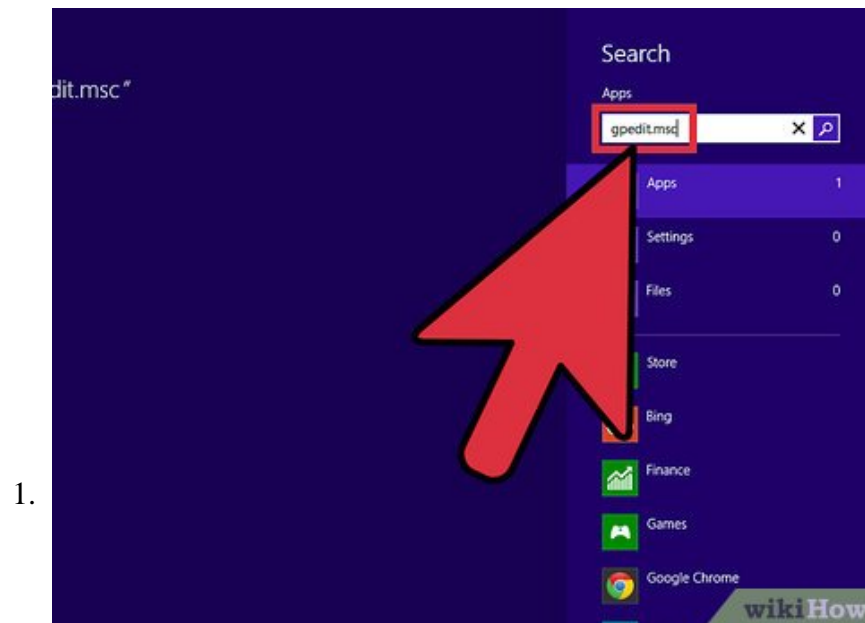 Search
dit.msc"
Apps
gpedit.msc
Apps 1
Settings 0
Files 0
Store
Bing
Finance
1.
Games
Google Chrome
wikiHow